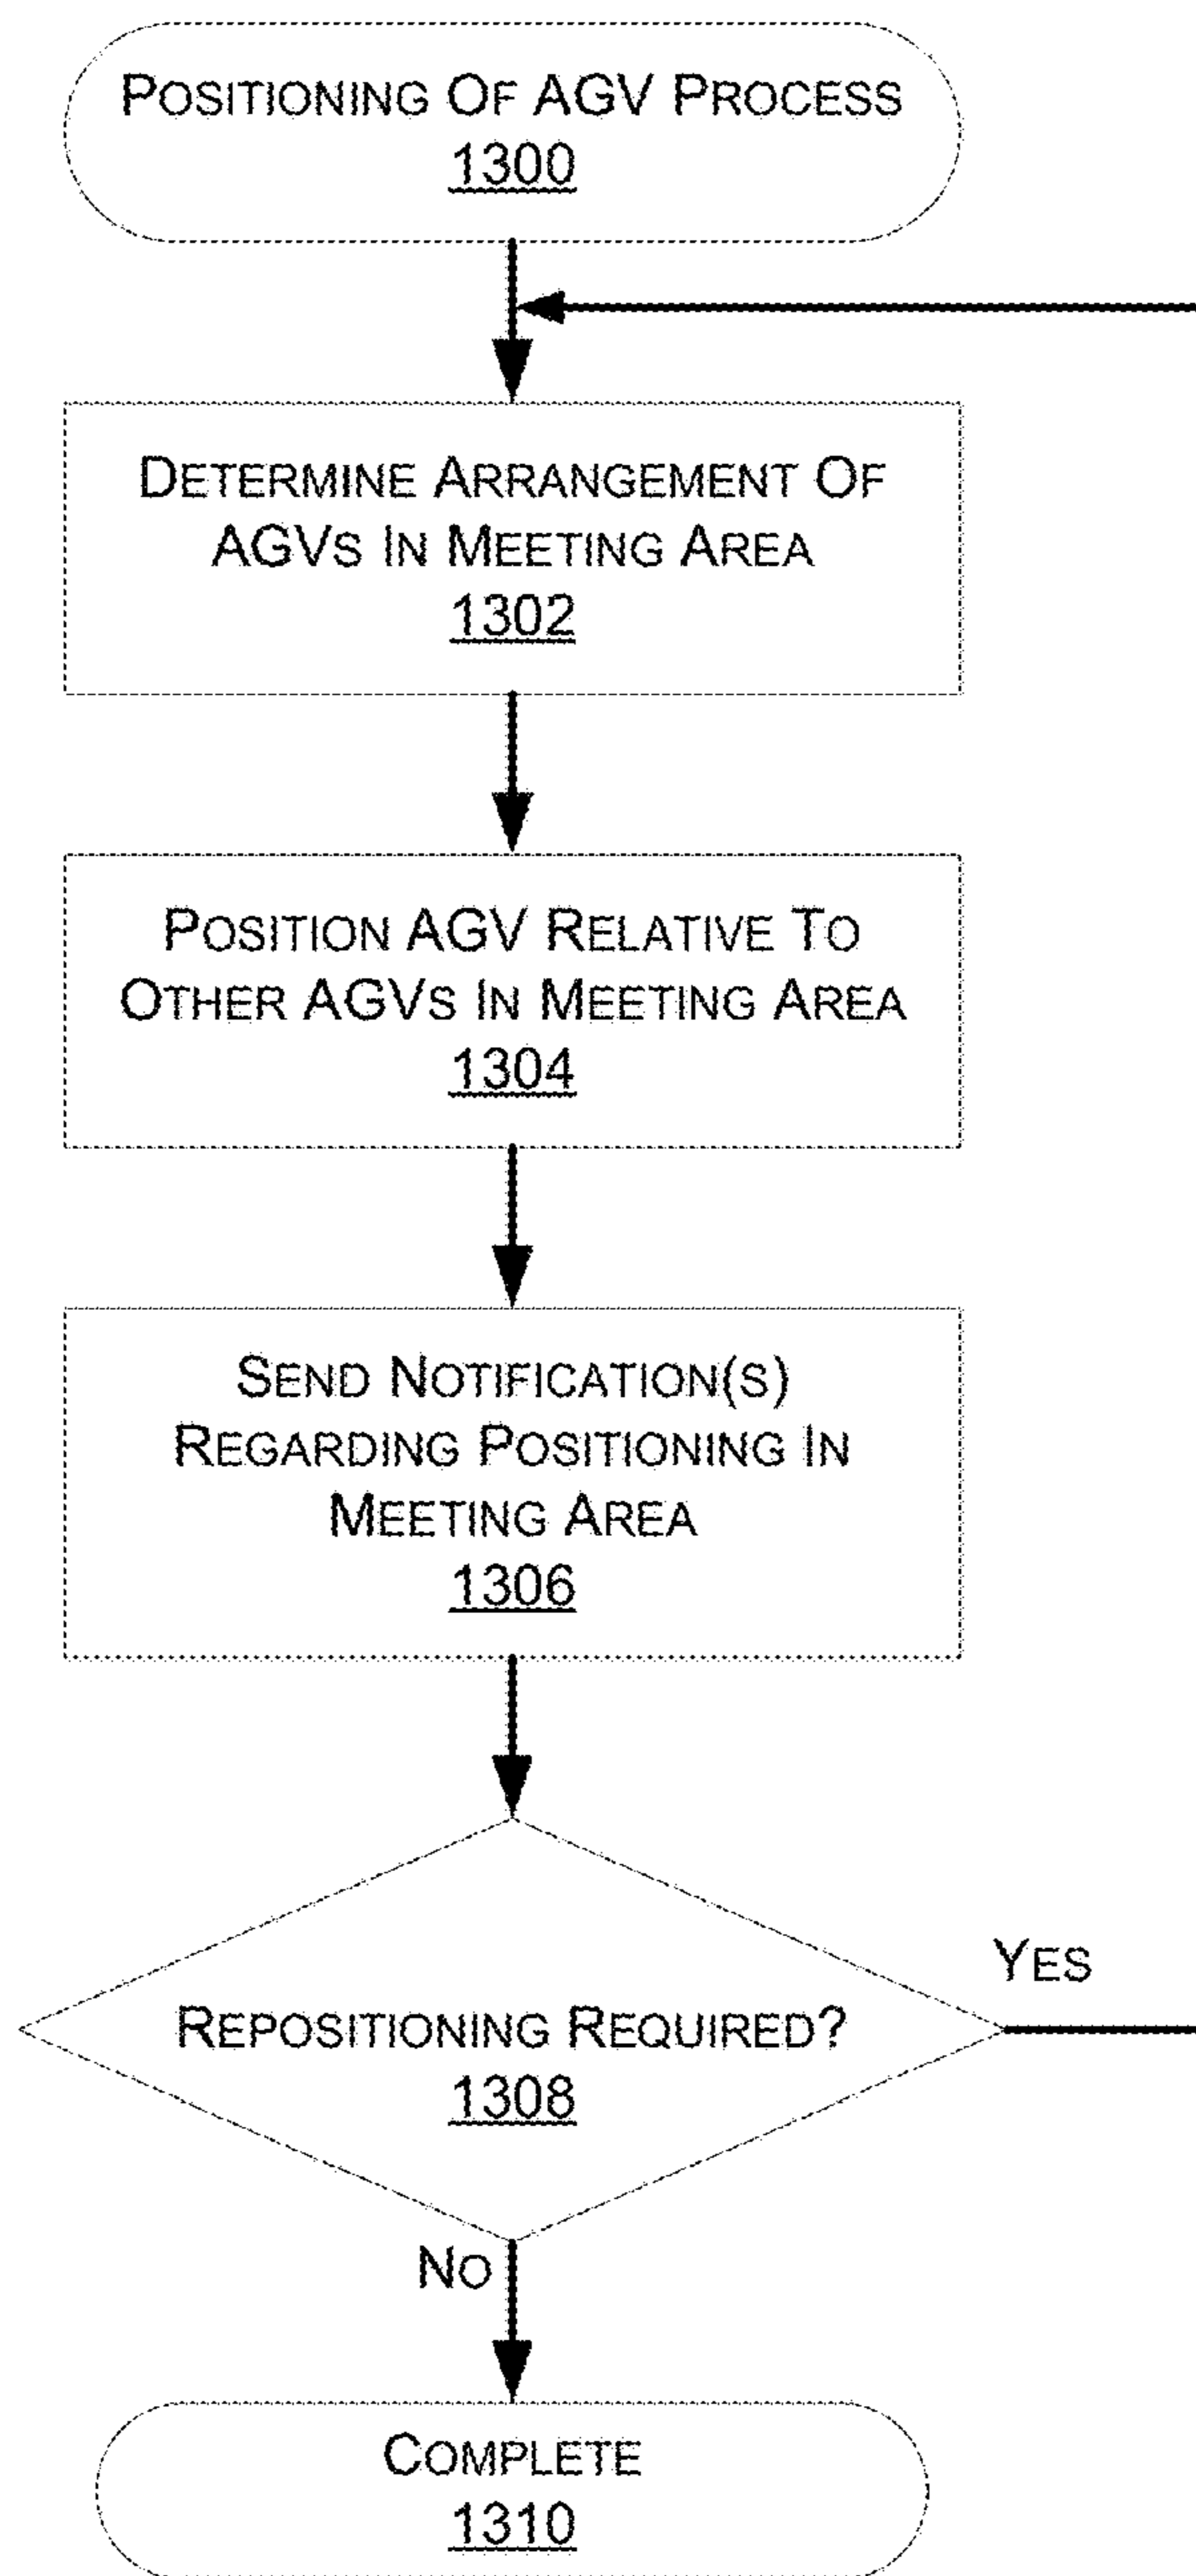 POSITIONING OF AGV PROCESS
1300
DETERMINE ARRANGEMENT OF
AGVS IN MEETING AREA
1302
POSITION AGV RELATIVE TO
OTHER AGVS IN MEETING AREA
1304
SEND NOTIFICATION(S)
REGARDING POSITIONING IN
MEETING AREA
1306
YES
REPOSITIONING REQUIRED?
1308
NO
COMPLETE
1310